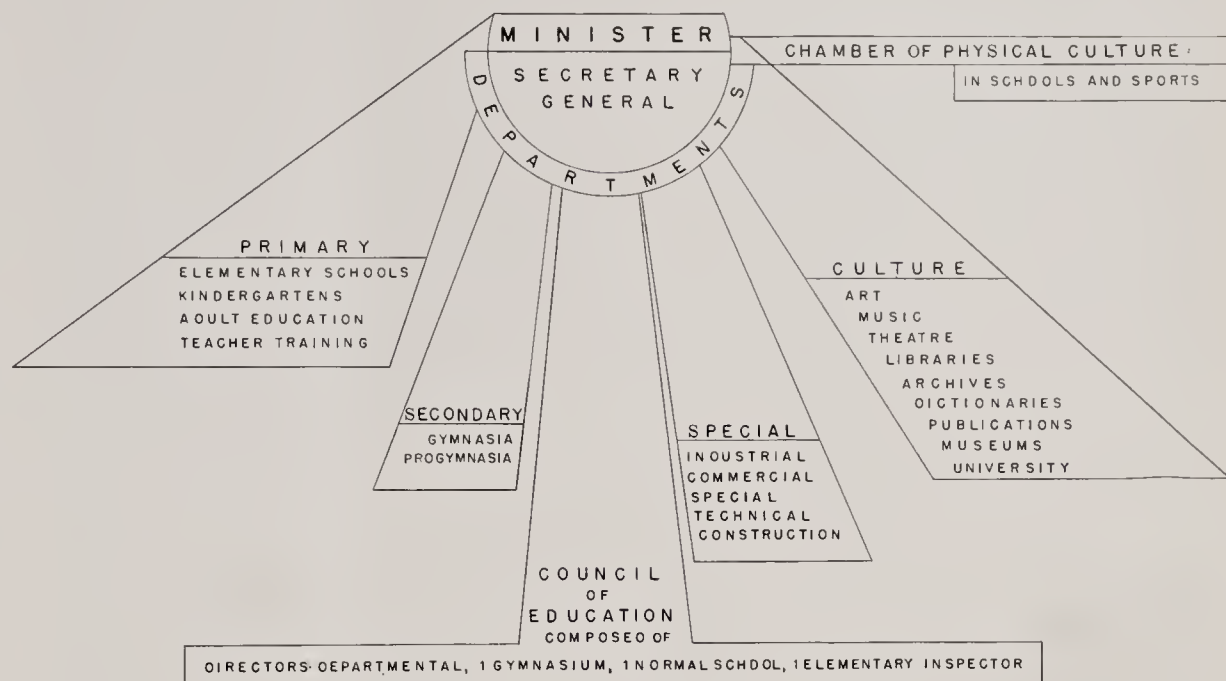 MINISTER
SECRETARY
GENERAL
DEPARTMENTS
CHAMBER OF PHYSICAL CULTURE
IN SCHOOLS AND SPORTS
PRIMARY
ELEMENTARY SCHOOLS
KINDERGARTENS
AOULT EDUCATION
TEACHER TRAINING
SECONDARY
GYMNASIA
PROGYMNASIA
SPECIAL
INDUSTRIAL
COMMERCIAL
SPECIAL
TECHNICAL
CONSTRUCTION
CULTURE
ART
MUSIC
THEATRE
LIBRARIES
ARCHIVES
OICTIONARIES
PUBLICATIONS
MUSEUMS
UNIVERSITY
COUNCIL
OF
EDUCATION
COMPOSEO OF
OIRECTORS: OEPARTMENTAL, 1 GYMNASIUM, 1 NORMAL SCHDOL, 1 ELEMENTARY INSPECTOR